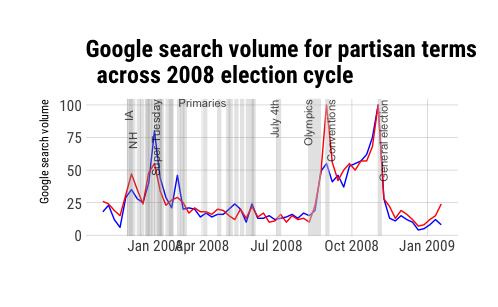 Google search volume for partisan terms
across 2008 election cycle
Google search volume
100
75
50
25
0
IA
NH
Super Tuesday
Primaries
July 4th
Olympics
Conventions
General election
Jan 2008
Apr 2008
Jul 2008
Oct 2008
Jan 2009